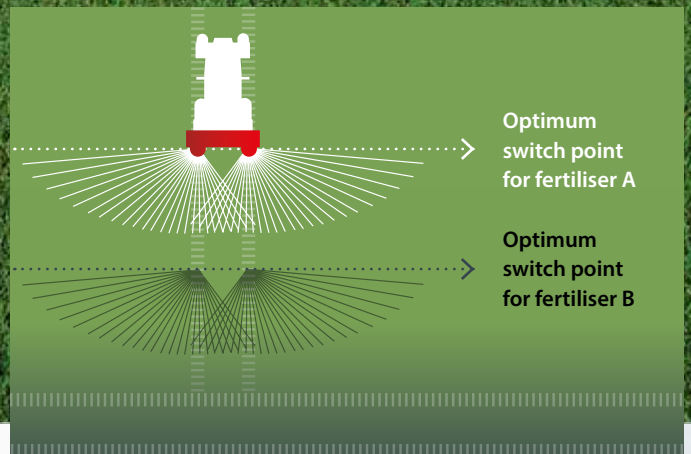 Optimum
switch point
for fertiliser A
Optimum
switch point
for fertiliser B